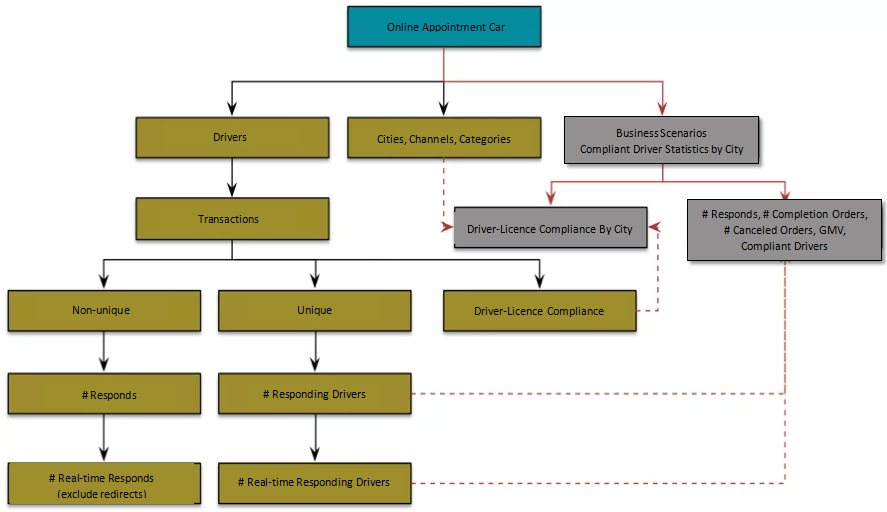 Online Appointment Car
Drivers
Cities, Channels, Categories
Business Scenarios
Compliant Driver Statistics by City
Transactions
Driver-Licence Compliance By City
# Responds, # Completion Orders,
# Canceled Orders, GMV,
Compliant Drivers
Non-unique
Unique
Driver-Licence Compliance
# Responds
# Responding Drivers
# Real-time Responds
(exclude redirects)
# Real-time Responding Drivers